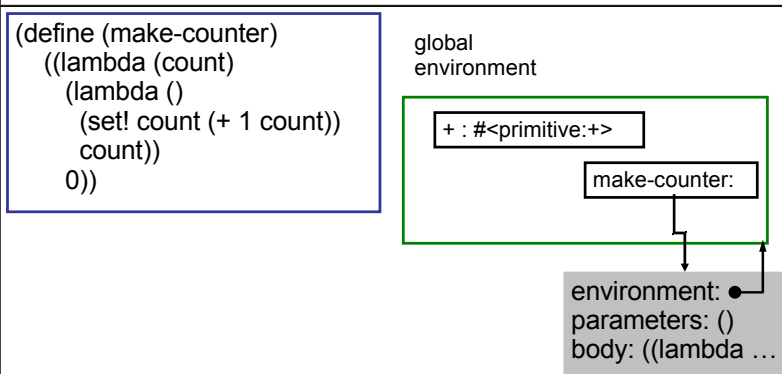 (define (make-counter)
((lambda (count)
(lambda ()
(set! count (+ 1 count))
count))
0))
global
environment
+ : #<primitive:+>
make-counter:
environment:
parameters: ()
body: ((lambda …